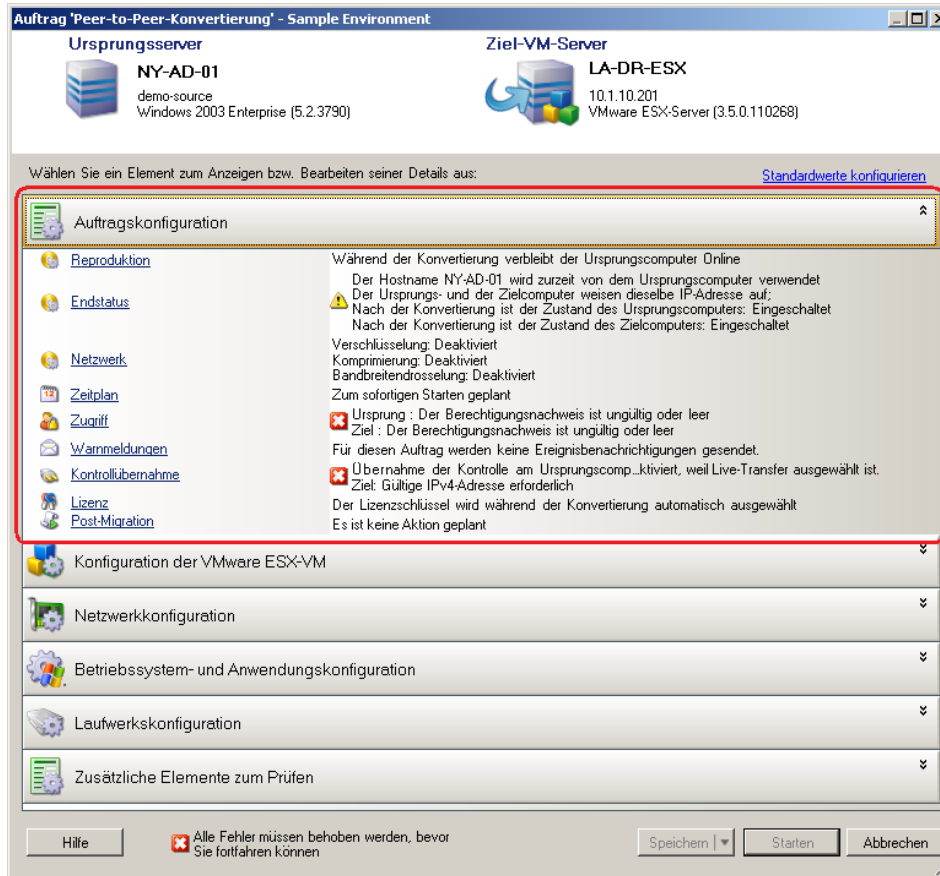 Auftrag 'Peer-to-Peer-Konvertierung' - Sample Environment
Ursprungsserver
NY-AD-01
demo-source
Windows 2003 Enterprise (5.2.3790)
Ziel-VM-Server
LA-DR-ESX
10.1.10.201
VMware ESX-Server (3.5.0.110268)
Wählen Sie ein Element zum Anzeigen bzw. Bearbeiten seiner Details aus:
Standardwerte konfigurieren
Auftragskonfiguration
Reproduktion
Während der Konvertierung verbleibt der Ursprungscomputer Online
Endstatus
Der Hostname NY-AD-01 wird zurzeit von dem Ursprungscomputer verwendet
Der Ursprungs- und der Zielcomputer weisen dieselbe IP-Adresse auf;
Nach der Konvertierung ist der Zustand des Ursprungscomputers: Eingeschaltet
Nach der Konvertierung ist der Zustand des Zielcomputers: Eingeschaltet
Netzwerk
Verschlüsselung: Deaktiviert
Komprimierung: Deaktiviert
Bandbreitendrosselung: Deaktiviert
Zeitplan
Zum sofortigen Starten geplant
Zugriff
Ursprung : Der Berechtigungsnachweis ist ungültig oder leer
Ziel : Der Berechtigungsnachweis ist ungültig oder leer
Warnmeldungen
Für diesen Auftrag werden keine Ereignisbenachrichtigungen gesendet.
Kontrollübernahme
Übernahme der Kontrolle am Ursprungscomp...ktiviert, weil Live-Transfer ausgewählt ist.
Ziel: Gültige IPv4-Adresse erforderlich
Lizenz
Der Lizenzschlüssel wird während der Konvertierung automatisch ausgewählt
Post-Migration
Es ist keine Aktion geplant
Konfiguration der VMware ESX-VM
Netzwerkkonfiguration
Betriebssystem- und Anwendungskonfiguration
Laufwerkskonfiguration
Zusätzliche Elemente zum Prüfen
Hilfe
Alle Fehler müssen behoben werden, bevor
Sie fortfahren können
Speichern
Starten
Abbrechen